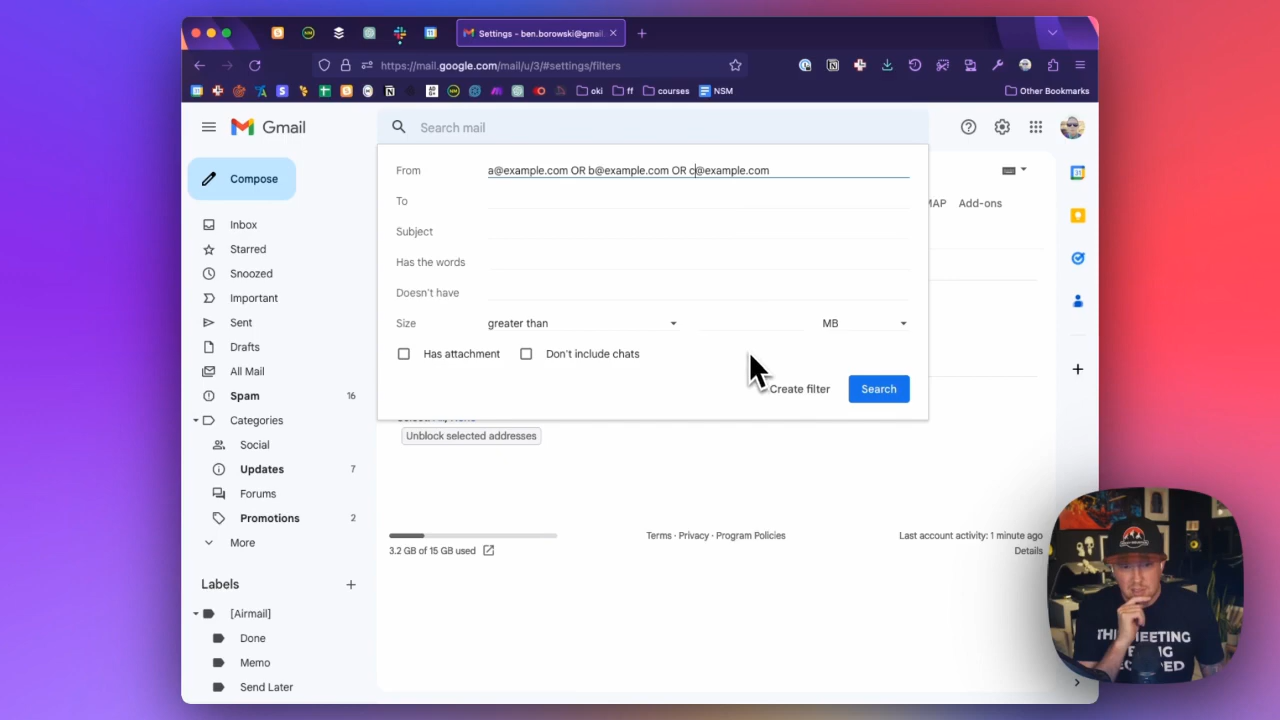 Settings - ben.borowski@gmail.
https://mail.google.com/mail/u/3/#settings/filters
oki
ff
courses
NSM
Other Bookmarks
Gmail
Search mail
Compose
Inbox
Starred
Snoozed
Important
Sent
Drafts
All Mail
Spam 16
Categories
Social
Updates 7
Forums
Promotions 2
More
Labels
[Airmail]
Done
Memo
Send Later
From a@example.com OR b@example.com OR c@example.com
To
Subject
Has the words
Doesn't have
Size greater than MB
Has attachment Don't include chats
Create filter Search
MAP Add-ons
Unblock selected addresses
3.2 GB of 15 GB used
Terms · Privacy · Program Policies
Last account activity: 1 minute ago
Details
THE MEETING
BEING